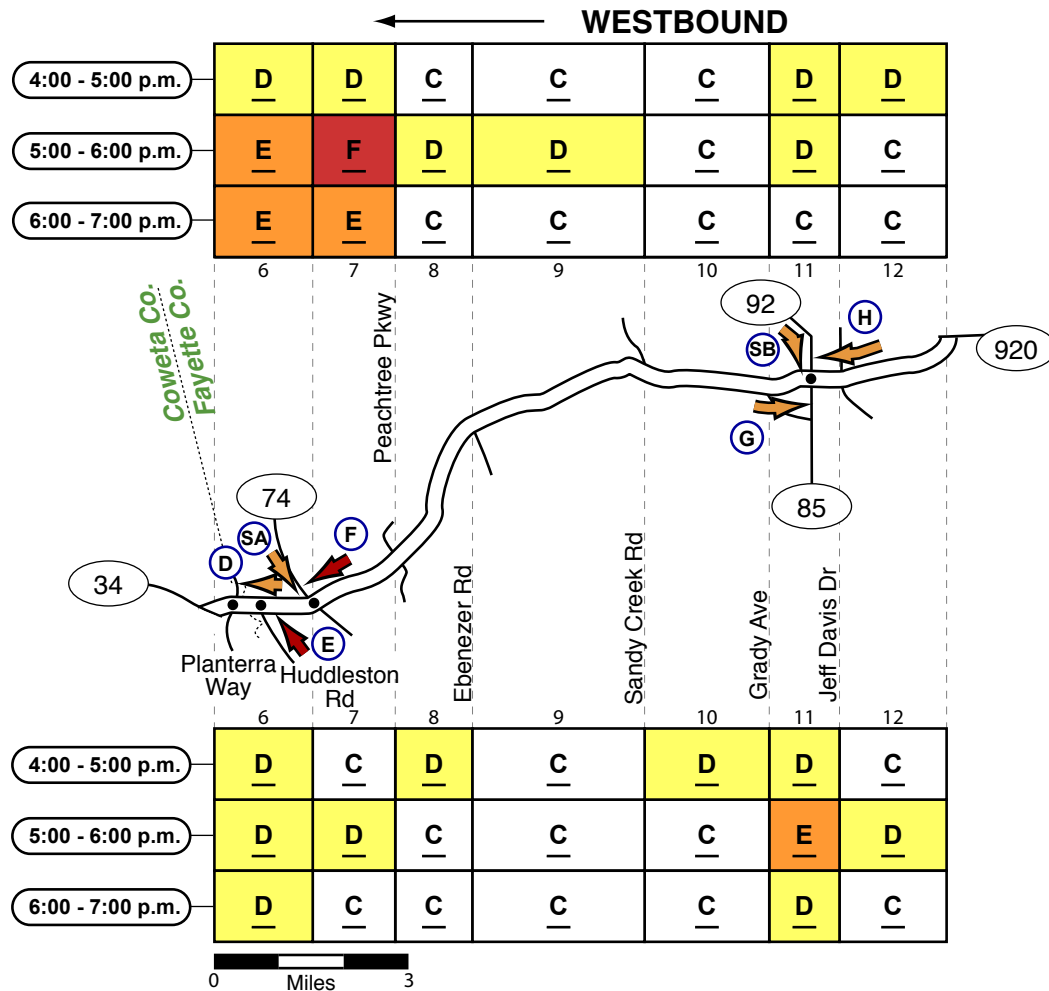 WESTBOUND
4:00 - 5:00 p.m. D D C C C D D
5:00 - 6:00 p.m. E F D D C D C
6:00 - 7:00 p.m. E E C C C C C
6 7 8 9 10 11 12
Coweta Co.
Fayette Co.
Peachtree Pkwy
92
H
SB
920
G
74
85
SA
F
D
34
E
Planterra
Way
Huddleston
Rd
Ebenezer Rd
Sandy Creek Rd
Grady Ave
Jeff Davis Dr
6 7 8 9 10 11 12
4:00 - 5:00 p.m. D C D C D D C
5:00 - 6:00 p.m. D D C C C E D
6:00 - 7:00 p.m. D C C C C D C
0 Miles 3